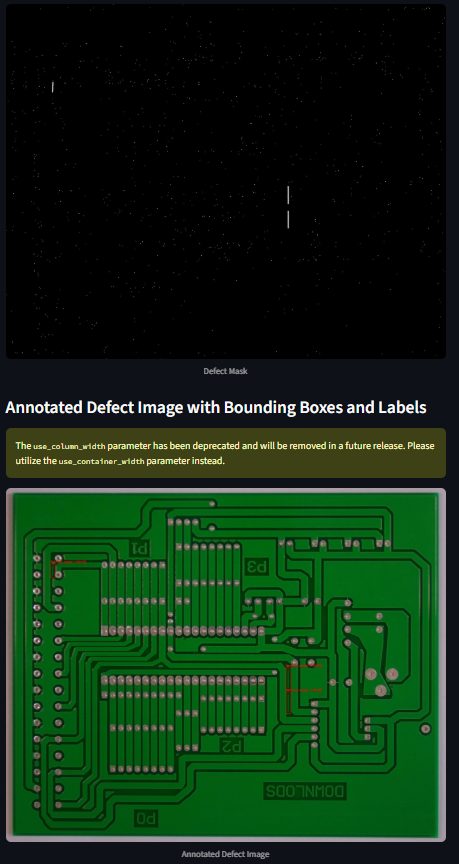 Defect Mask
Annotated Defect Image with Bounding Boxes and Labels
The use_column_width parameter has been deprecated and will be removed in a future release. Please
utilize the use_container_width parameter instead.
P1
P3
P2
DOWNLODS
P0
Annotated Defect Image